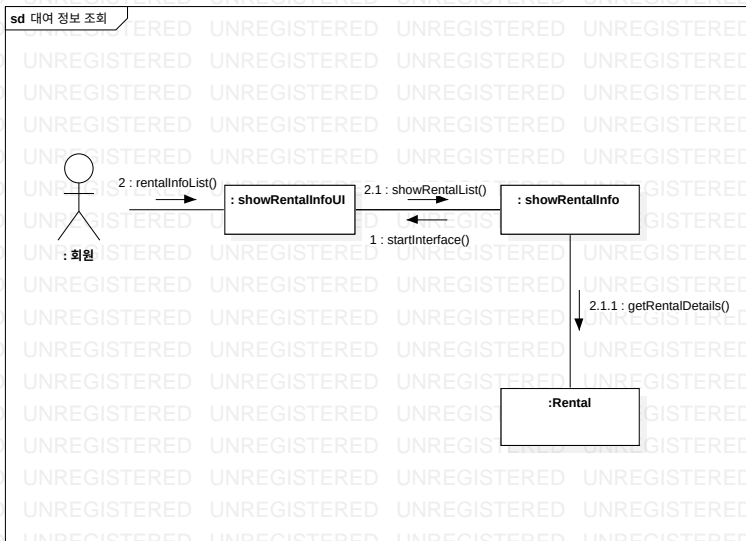 sd 대여 정보 조회
2 : rentalInfoList()
: showRentalInfoUI
2.1 : showRentalList()
: showRentalInfo
1 : startInterface()
: 회원
2.1.1 : getRentalDetails()
:Rental
UNREGISTERED